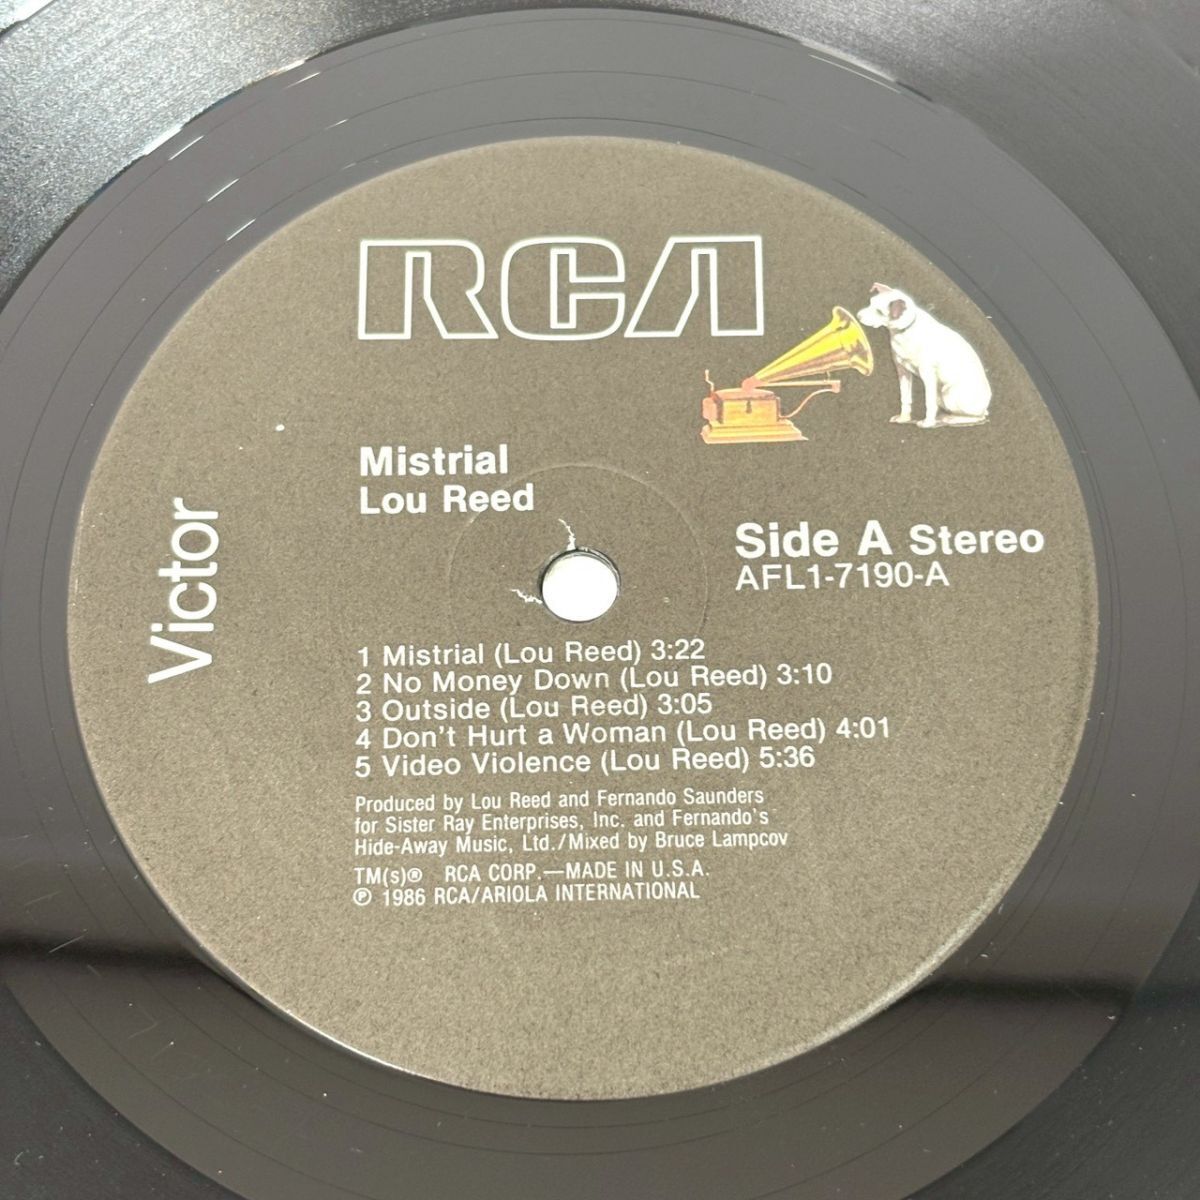 RCA
Victor
Mistrial
Lou Reed
Side A Stereo
AFL1-7190-A
1 Mistrial (Lou Reed) 3:22
2 No Money Down (Lou Reed) 3:10
3 Outside (Lou Reed) 3:05
4 Don't Hurt a Woman (Lou Reed) 4:01
5 Video Violence (Lou Reed) 5:36
Produced by Lou Reed and Fernando Saunders
for Sister Ray Enterprises, Inc. and Fernando's
Hide-Away Music, Ltd./Mixed by Bruce Lampcov
TM(s)® RCA CORP.—MADE IN U.S.A.
℗ 1986 RCA/ARIOLA INTERNATIONAL